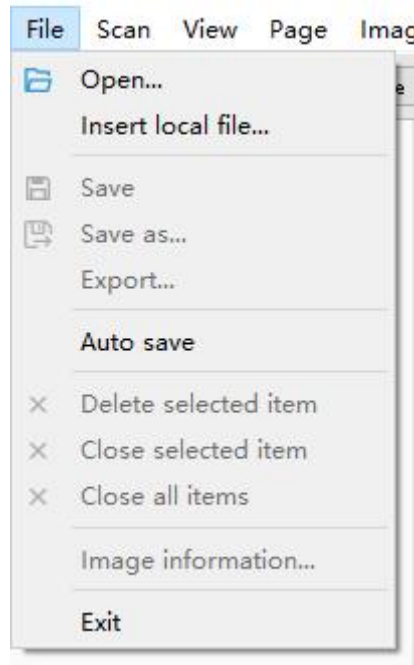 File Scan View Page Imag
Open...
Insert local file...
Save
Save as...
Export...
Auto save
Delete selected item
Close selected item
Close all items
Image information...
Exit